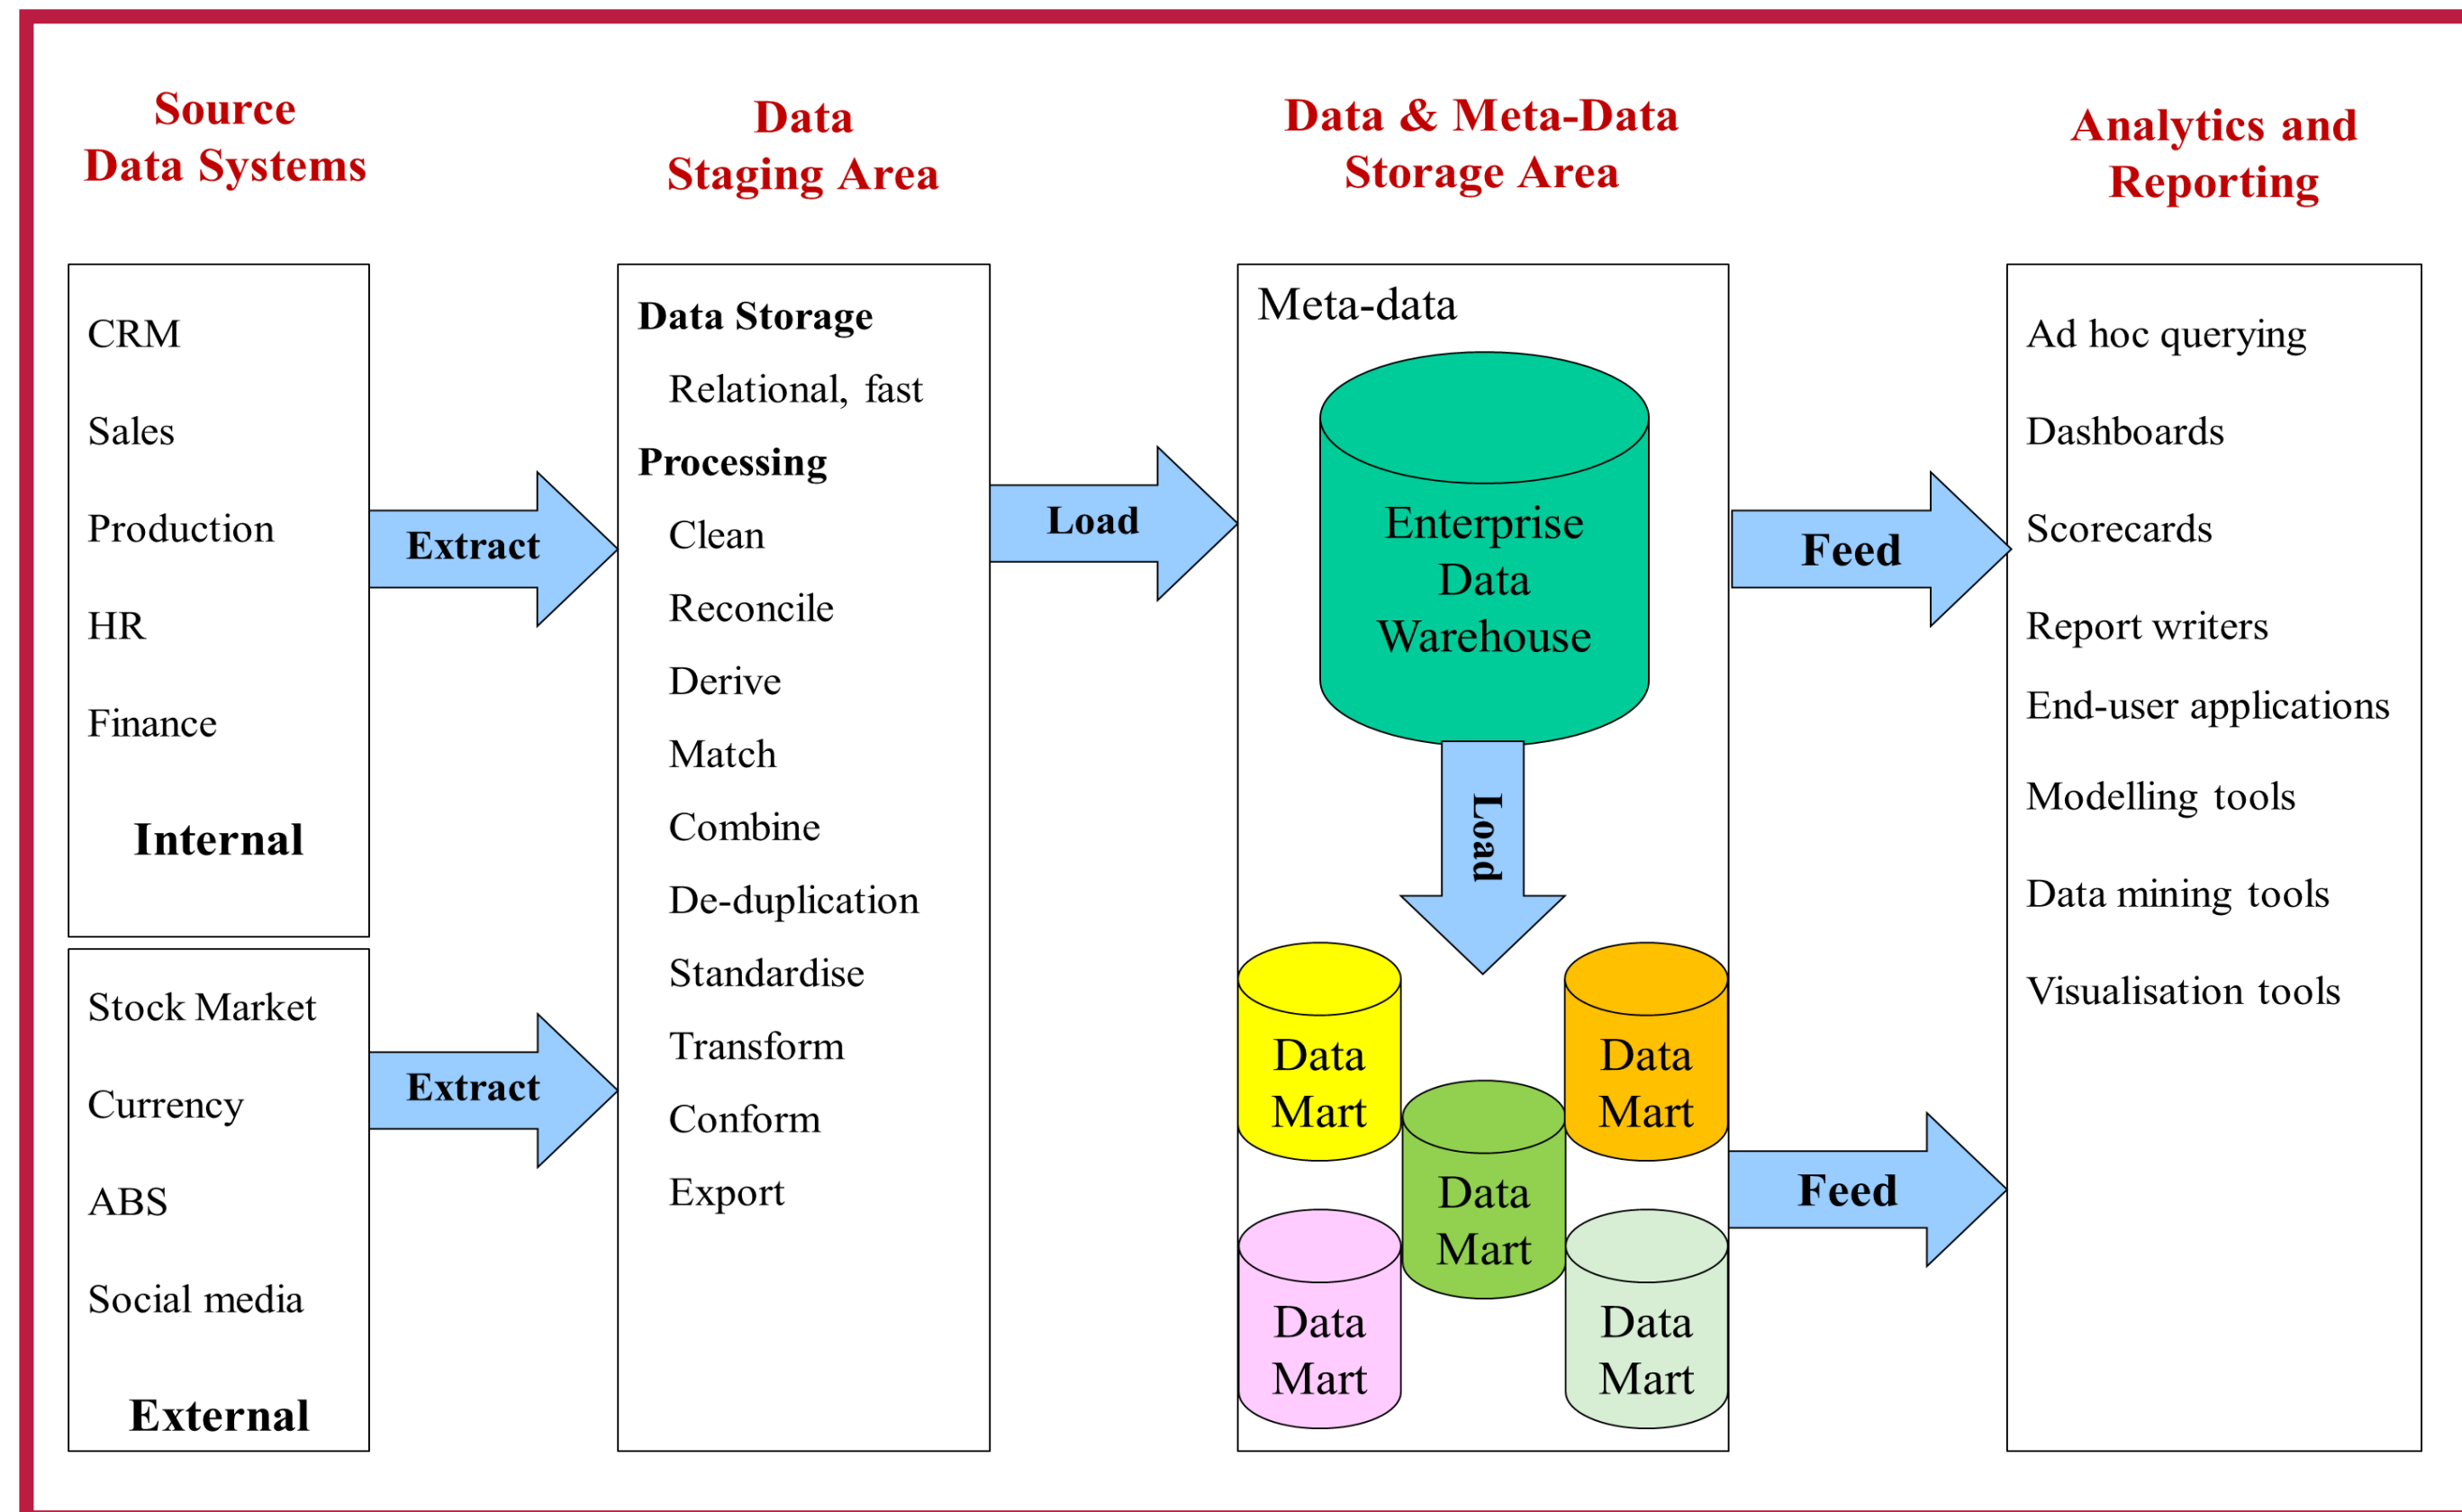 Source
Data Systems
Data
Staging Area
Data & Meta-Data
Storage Area
Analytics and
Reporting
CRM
Sales
Production
HR
Finance
Internal
Stock Market
Currency
ABS
Social media
External
Extract
Extract
Data Storage
Relational, fast
Processing
Clean
Reconcile
Derive
Match
Combine
De-duplication
Standardise
Transform
Conform
Export
Load
Meta-data
Enterprise
Data
Warehouse
Load
Data
Mart
Data
Mart
Data
Mart
Data
Mart
Data
Mart
Feed
Feed
Ad hoc querying
Dashboards
Scorecards
Report writers
End-user applications
Modelling tools
Data mining tools
Visualisation tools